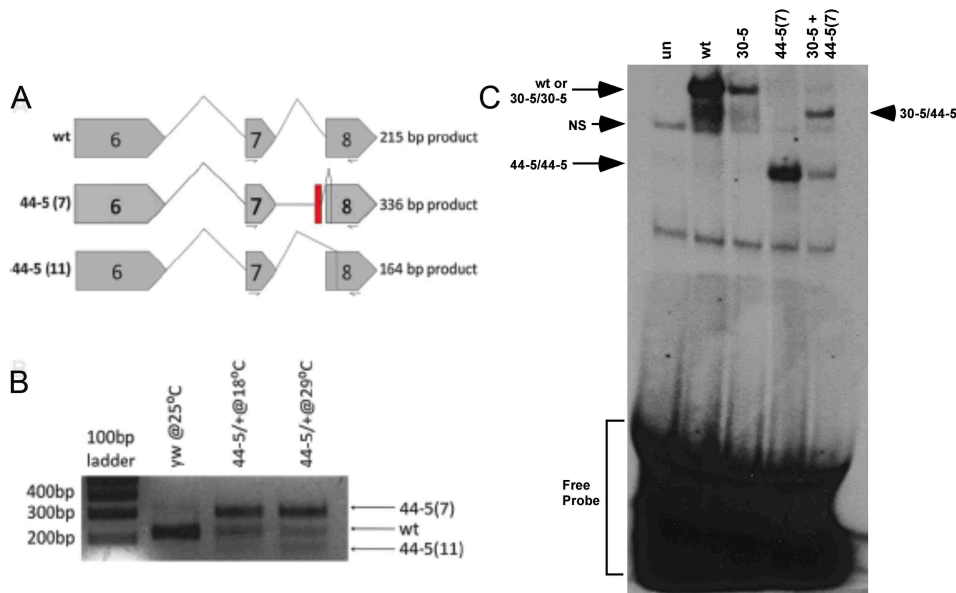 A
wt
6
7
8
215 bp product
44-5 (7)
6
7
8
336 bp product
44-5 (11)
6
7
8
164 bp product
B
100bp
ladder
yw @25ºC
44-5/+@18ºC
44-5/+@29ºC
400bp
300bp
200bp
44-5(7)
wt
44-5(11)
C
un
wt
30-5
44-5(7)
30-5 +
44-5(7)
wt or
30-5/30-5
NS
44-5/44-5
30-5/44-5
Free
Probe